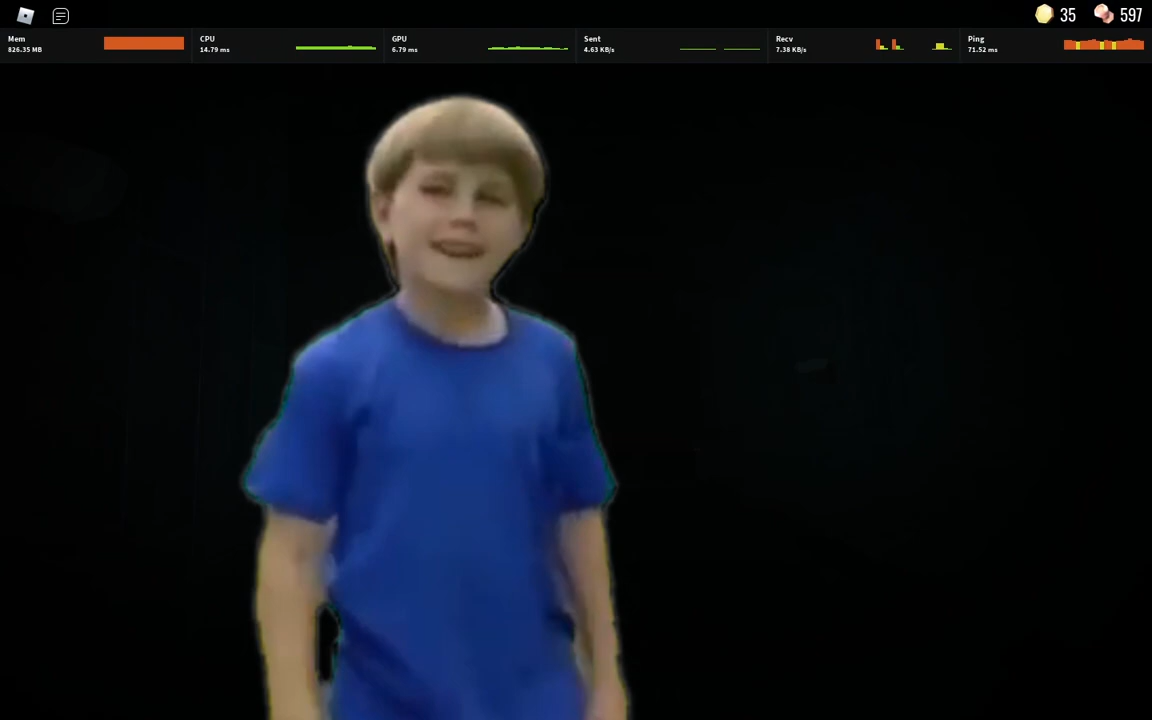 35 597
Mem CPU GPU Sent Recv Ping
826.35 MB 14.79 ms 6.79 ms 4.63 KB/s 7.38 KB/s 71.52 ms